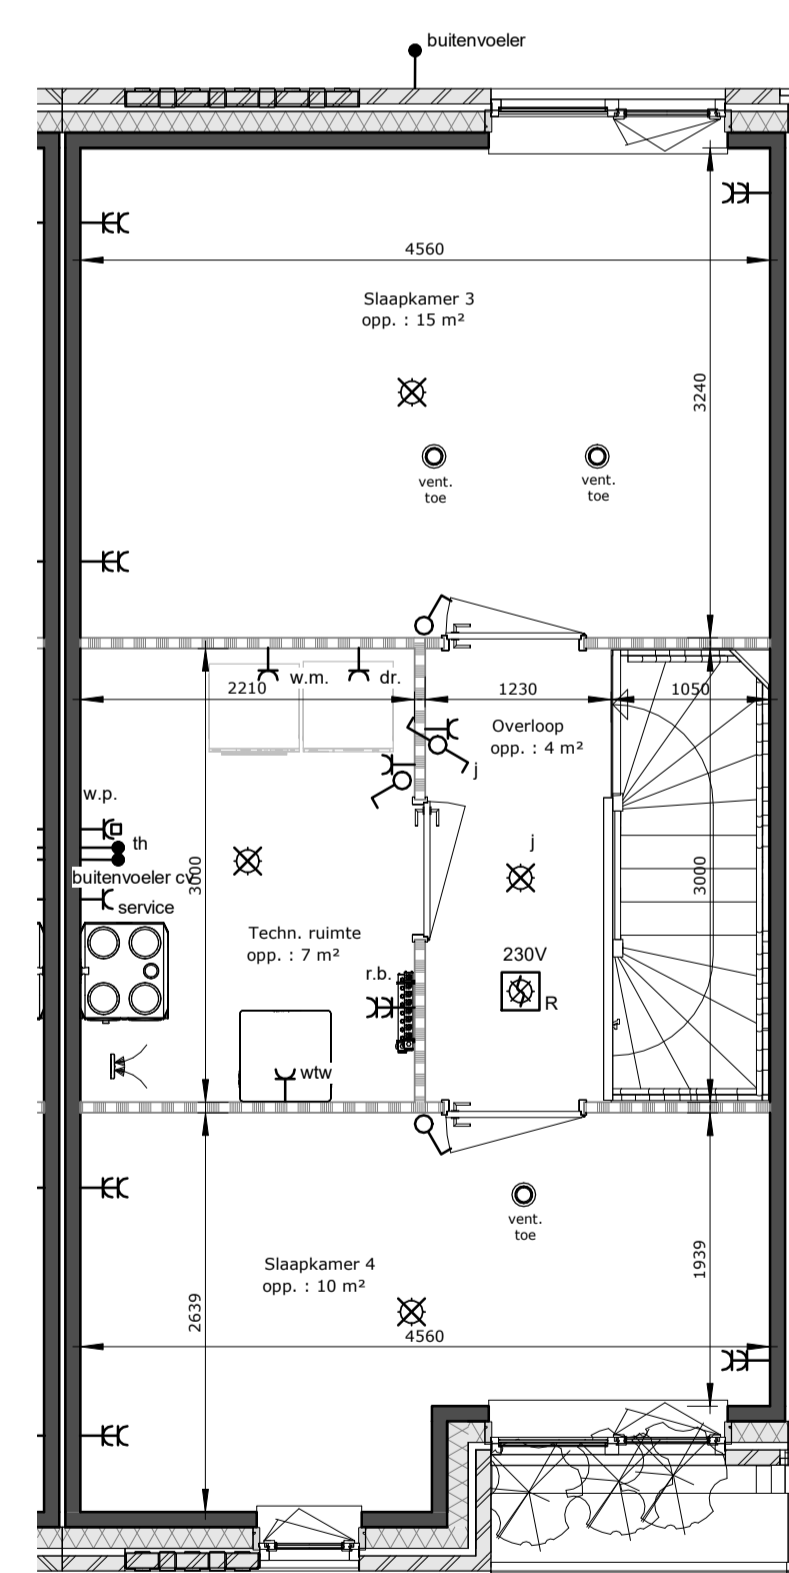 buitenvoeler
4560
Slaapkamer 3
opp. : 15 m²
3240
vent.
toe
vent.
toe
w.m.
dr.
2210
1230
1050
Overloop
opp. : 4 m²
j
w.p.
th
j
buitenvoeler cv
3000
3000
service
Techn. ruimte
opp. : 7 m²
230V
r.b.
R
wtw
vent.
toe
Slaapkamer 4
opp. : 10 m²
1939
2639
4560